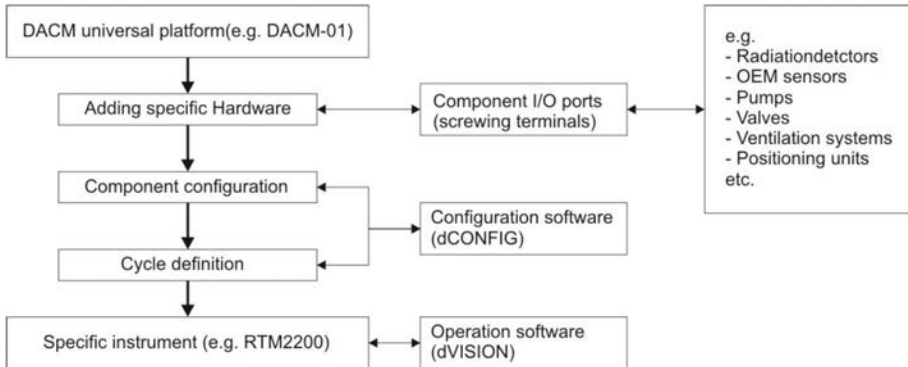 DACM universal platform(e.g. DACM-01)
Adding specific Hardware
Component I/O ports
(screwing terminals)
e.g.
- Radiationdetctors
- OEM sensors
- Pumps
- Valves
- Ventilation systems
- Positioning units
etc.
Component configuration
Configuration software
(dCONFIG)
Cycle definition
Specific instrument (e.g. RTM2200)
Operation software
(dVISION)